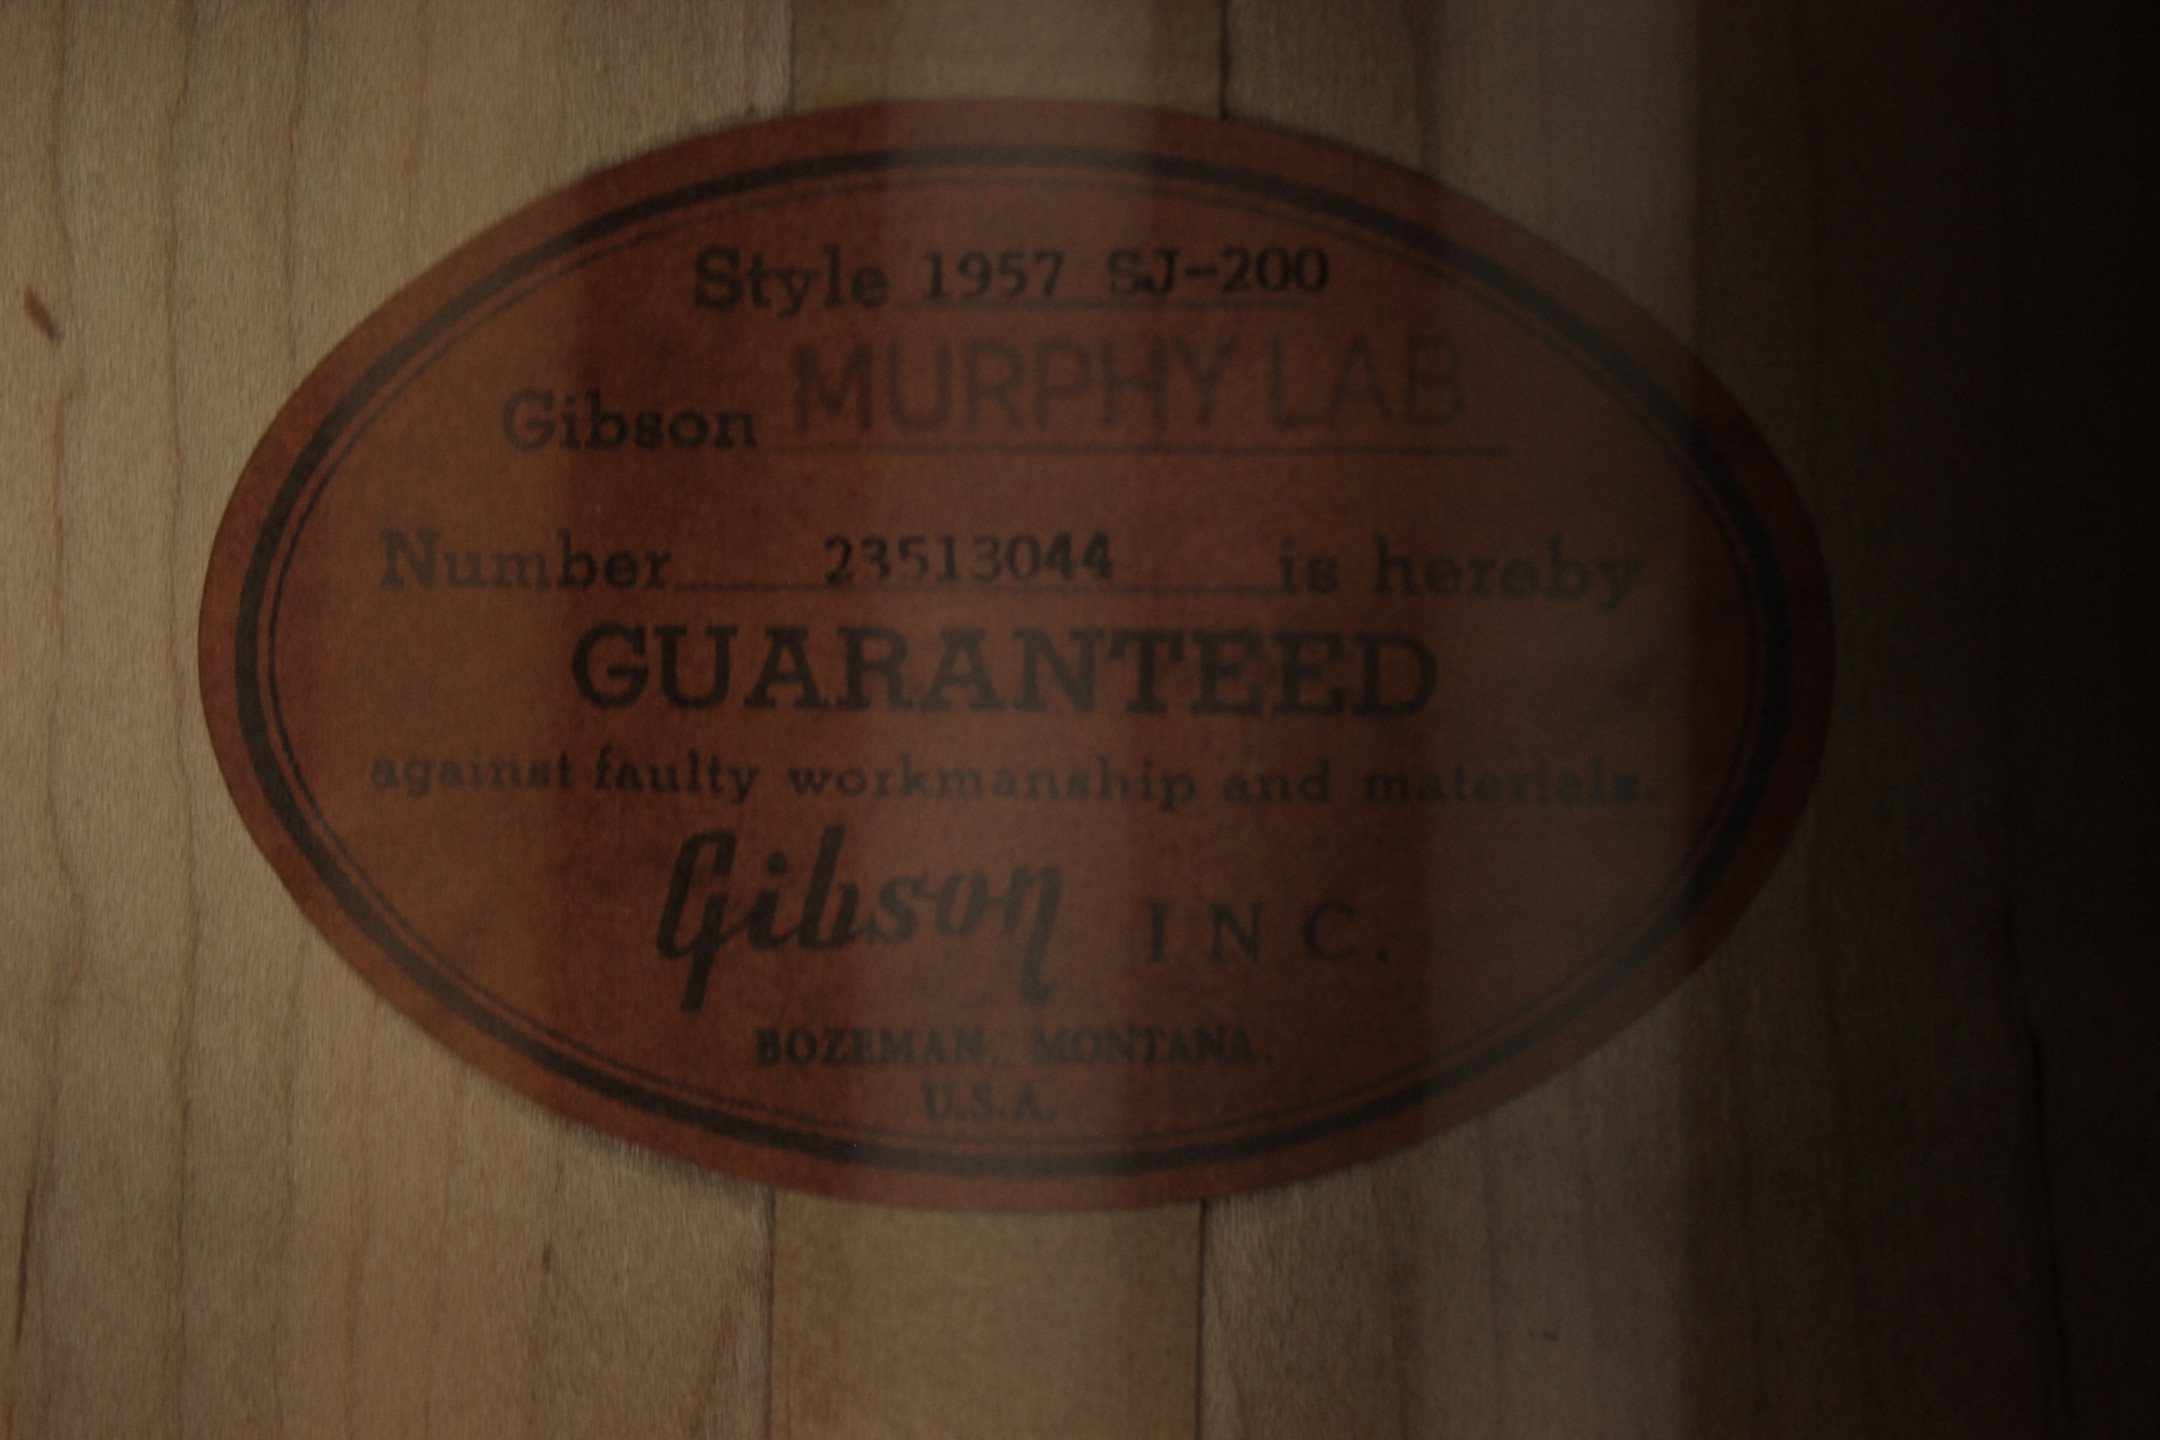 Style 1957 SJ-200
Gibson MURPHY LAB
Number 23513044 is hereby
GUARANTEED
against faulty workmanship and materials.
Gibson INC.
BOZEMAN, MONTANA
U.S.A.